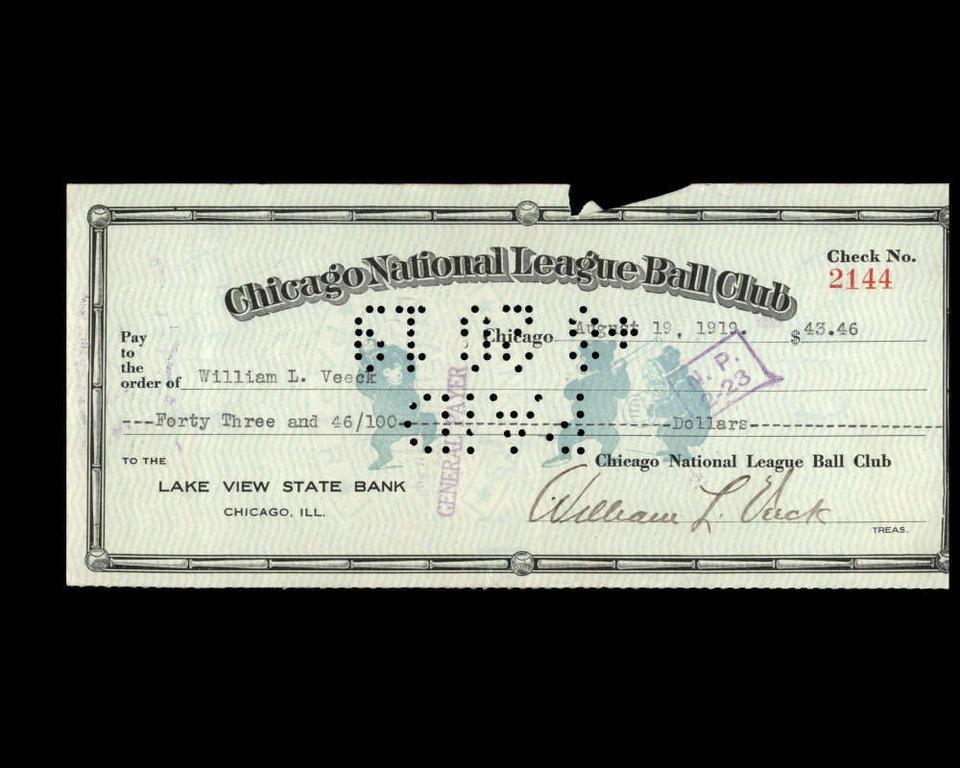 Chicago National League Ball Club
Check No.
2144
Chicago August 19, 1919. $43.46
Pay
to
the
order of William L. Veeck
---Forty Three and 46/100------Dollars------
TO THE
LAKE VIEW STATE BANK
CHICAGO, ILL.
Chicago National League Ball Club
William L. Veeck
TREAS.
GENERAL PAYER
N. P.
2-23